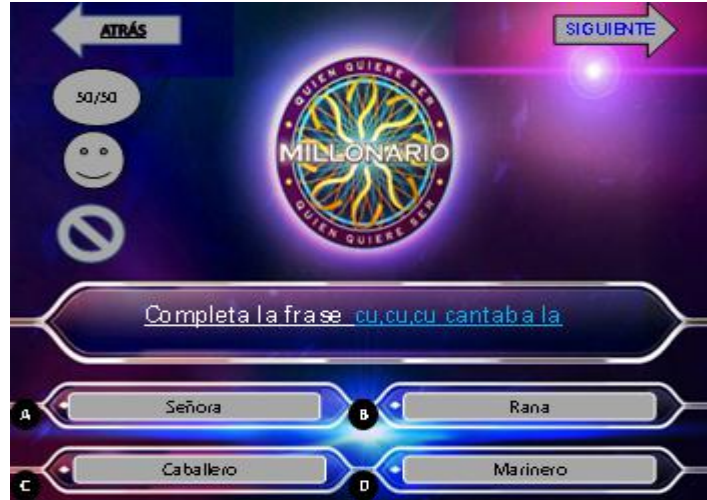 ATRÁS
SIGUIENTE
50/50
QUIEN QUIERE SER
MILLONARIO
QUIEN QUIERE SER
Completa la frase cu,cu,cu cantaba la
A Señora
B Rana
C Caballero
D Marinero